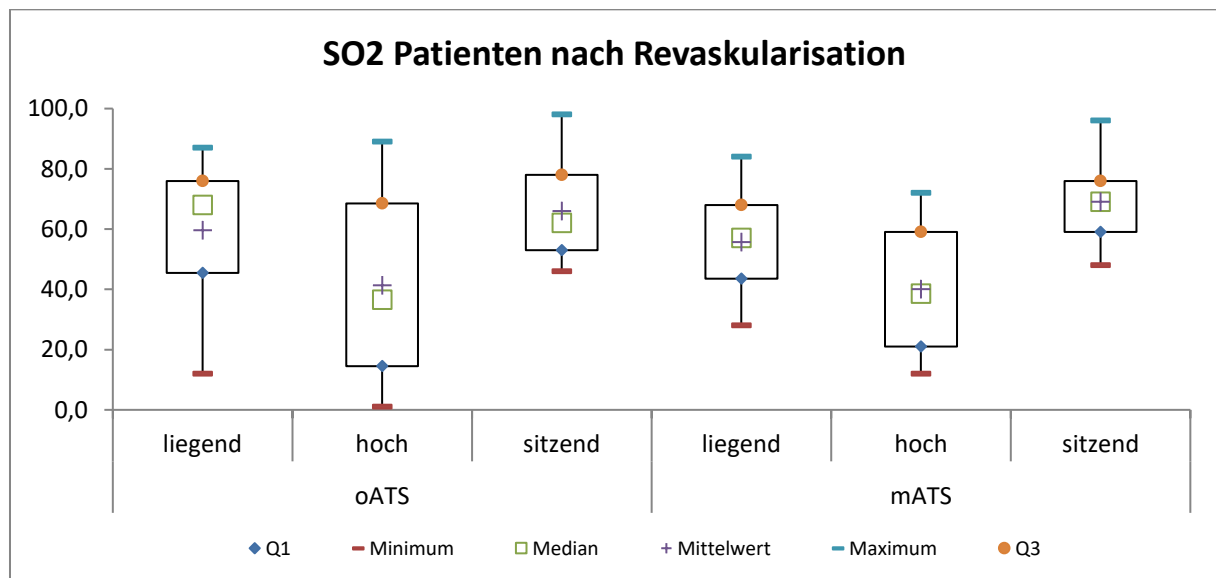 SO2 Patienten nach Revaskularisation
100,0
80,0
60,0
40,0
20,0
0,0
liegend hoch sitzend liegend hoch sitzend
oATS mATS
Q1 Minimum Median Mittelwert Maximum Q3